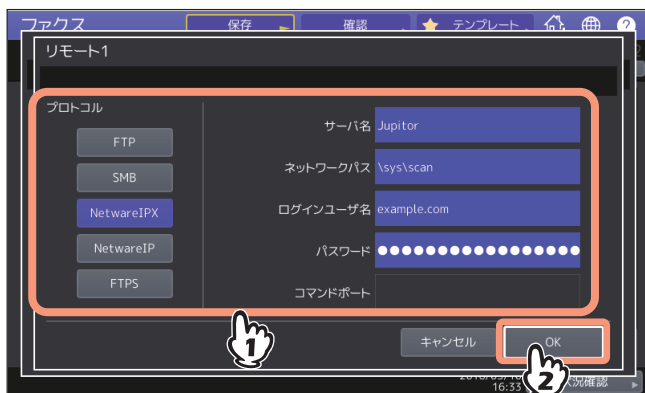 ファクス 保存 確認 テンプレート ?
リモート1
プロトコル
FTP
SMB
NetwareIPX
NetwareIP
FTPS
サーバ名 Jupitor
ネットワークパス \sys\scan
ログインユーザ名 example.com
パスワード ●●●●●●●●●●●●●●●●●
コマンドポート
キャンセル OK
1
2
16:33 況確認